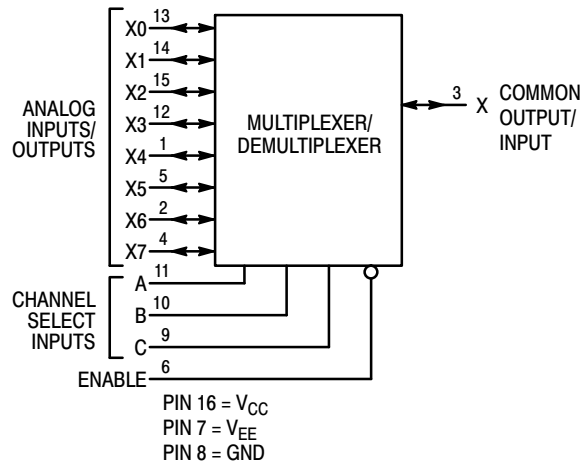 ANALOG
INPUTS/
OUTPUTS
X0 13
X1 14
X2 15
X3 12
X4 1
X5 5
X6 2
X7 4
MULTIPLEXER/
DEMULTIPLEXER
3 X COMMON
OUTPUT/
INPUT
CHANNEL
SELECT
INPUTS
A 11
B 10
C 9
ENABLE 6
PIN 16 = VCC
PIN 7 = VEE
PIN 8 = GND